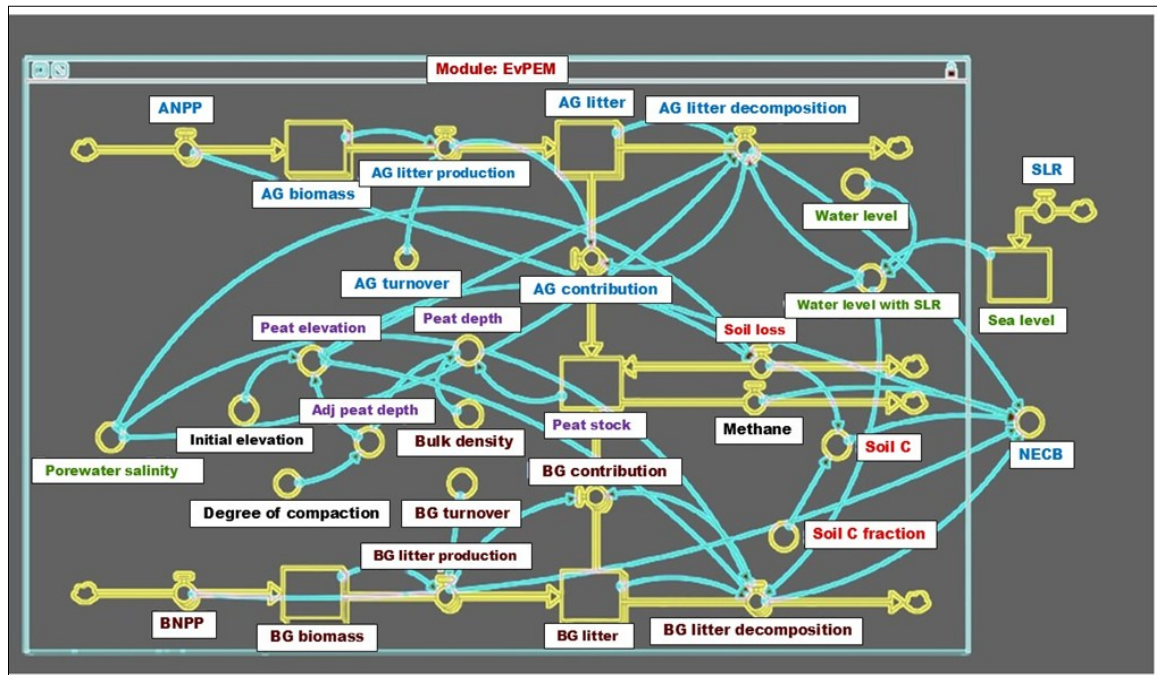 Module: EvPEM
ANPP
AG litter
AG litter decomposition
AG litter production
AG biomass
SLR
Water level
AG turnover
AG contribution
Water level with SLR
Sea level
Peat depth
Peat elevation
Soil loss
Adj peat depth
Initial elevation
Bulk density
Peat stock
Methane
Soil C
NECB
Porewater salinity
BG contribution
Degree of compaction
BG turnover
Soil C fraction
BG litter production
BNPP
BG biomass
BG litter
BG litter decomposition